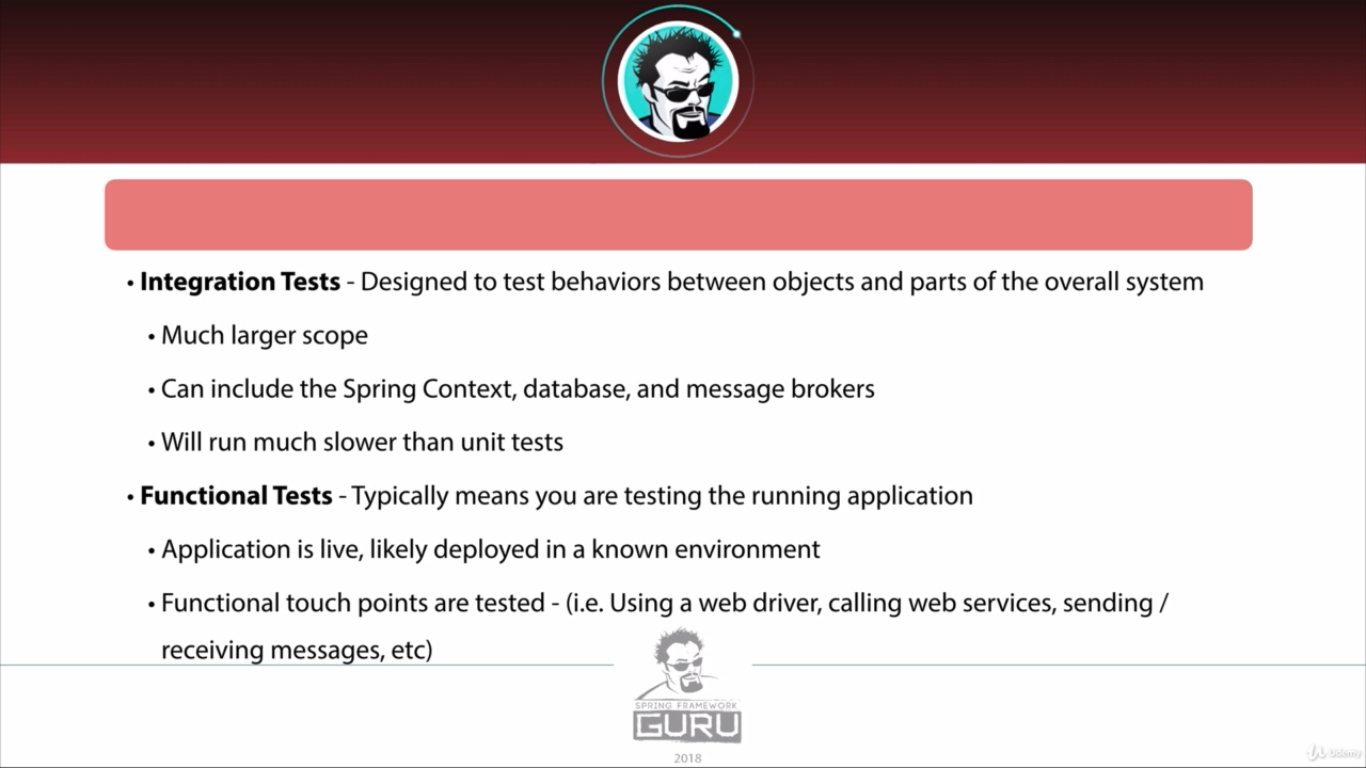 • Integration Tests - Designed to test behaviors between objects and parts of the overall system
• Much larger scope
• Can include the Spring Context, database, and message brokers
• Will run much slower than unit tests
• Functional Tests - Typically means you are testing the running application
• Application is live, likely deployed in a known environment
• Functional touch points are tested - (i.e. Using a web driver, calling web services, sending /
receiving messages, etc)
SPRING FRAMEWORK
GURU
2018
Udemy